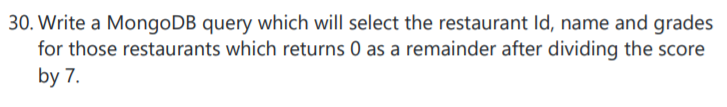 30. Write a MongoDB query which will select the restaurant Id, name and grades
for those restaurants which returns 0 as a remainder after dividing the score
by 7.